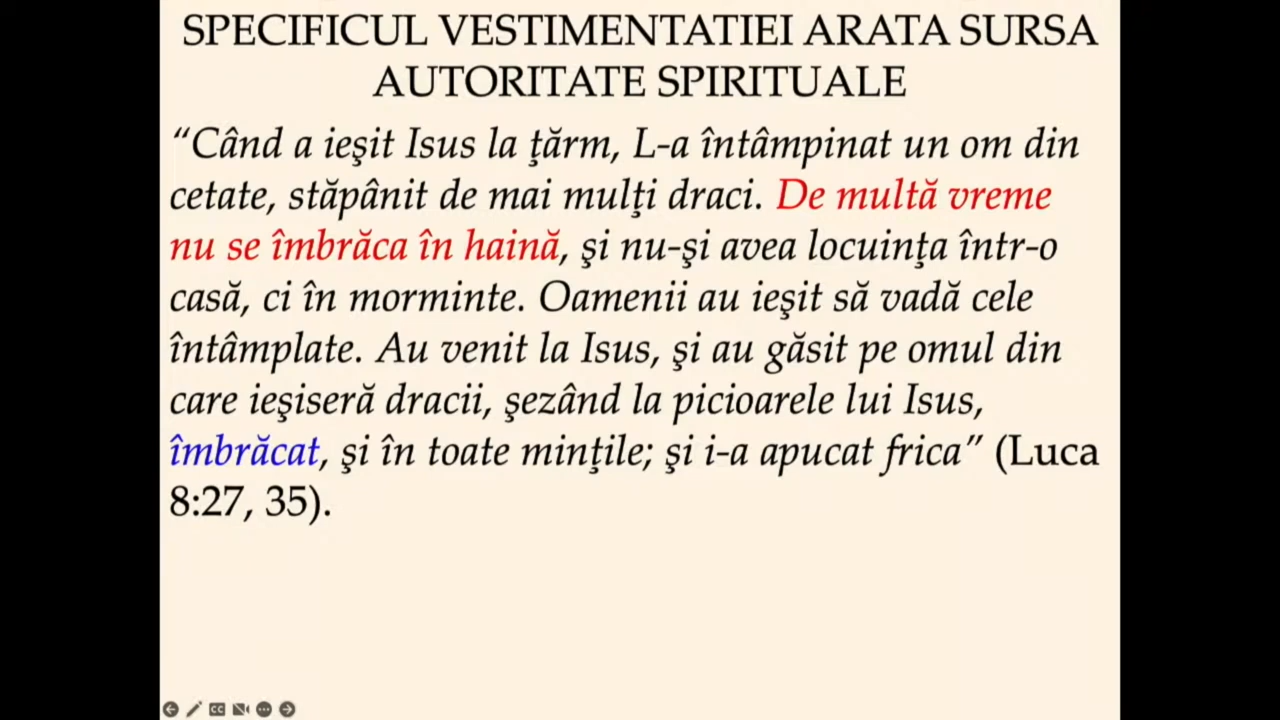 SPECIFICUL VESTIMENTATIEI ARATA SURSA
AUTORITATE SPIRITUALE
“Când a ieşit Isus la ţărm, L-a întâmpinat un om din
cetate, stăpânit de mai mulţi draci. De multă vreme
nu se îmbrăca în haină, şi nu-şi avea locuinţa într-o
casă, ci în morminte. Oamenii au ieşit să vadă cele
întâmplate. Au venit la Isus, şi au găsit pe omul din
care ieşiseră dracii, şezând la picioarele lui Isus,
îmbrăcat, şi în toate minţile; şi i-a apucat frica” (Luca
8:27, 35).
CC